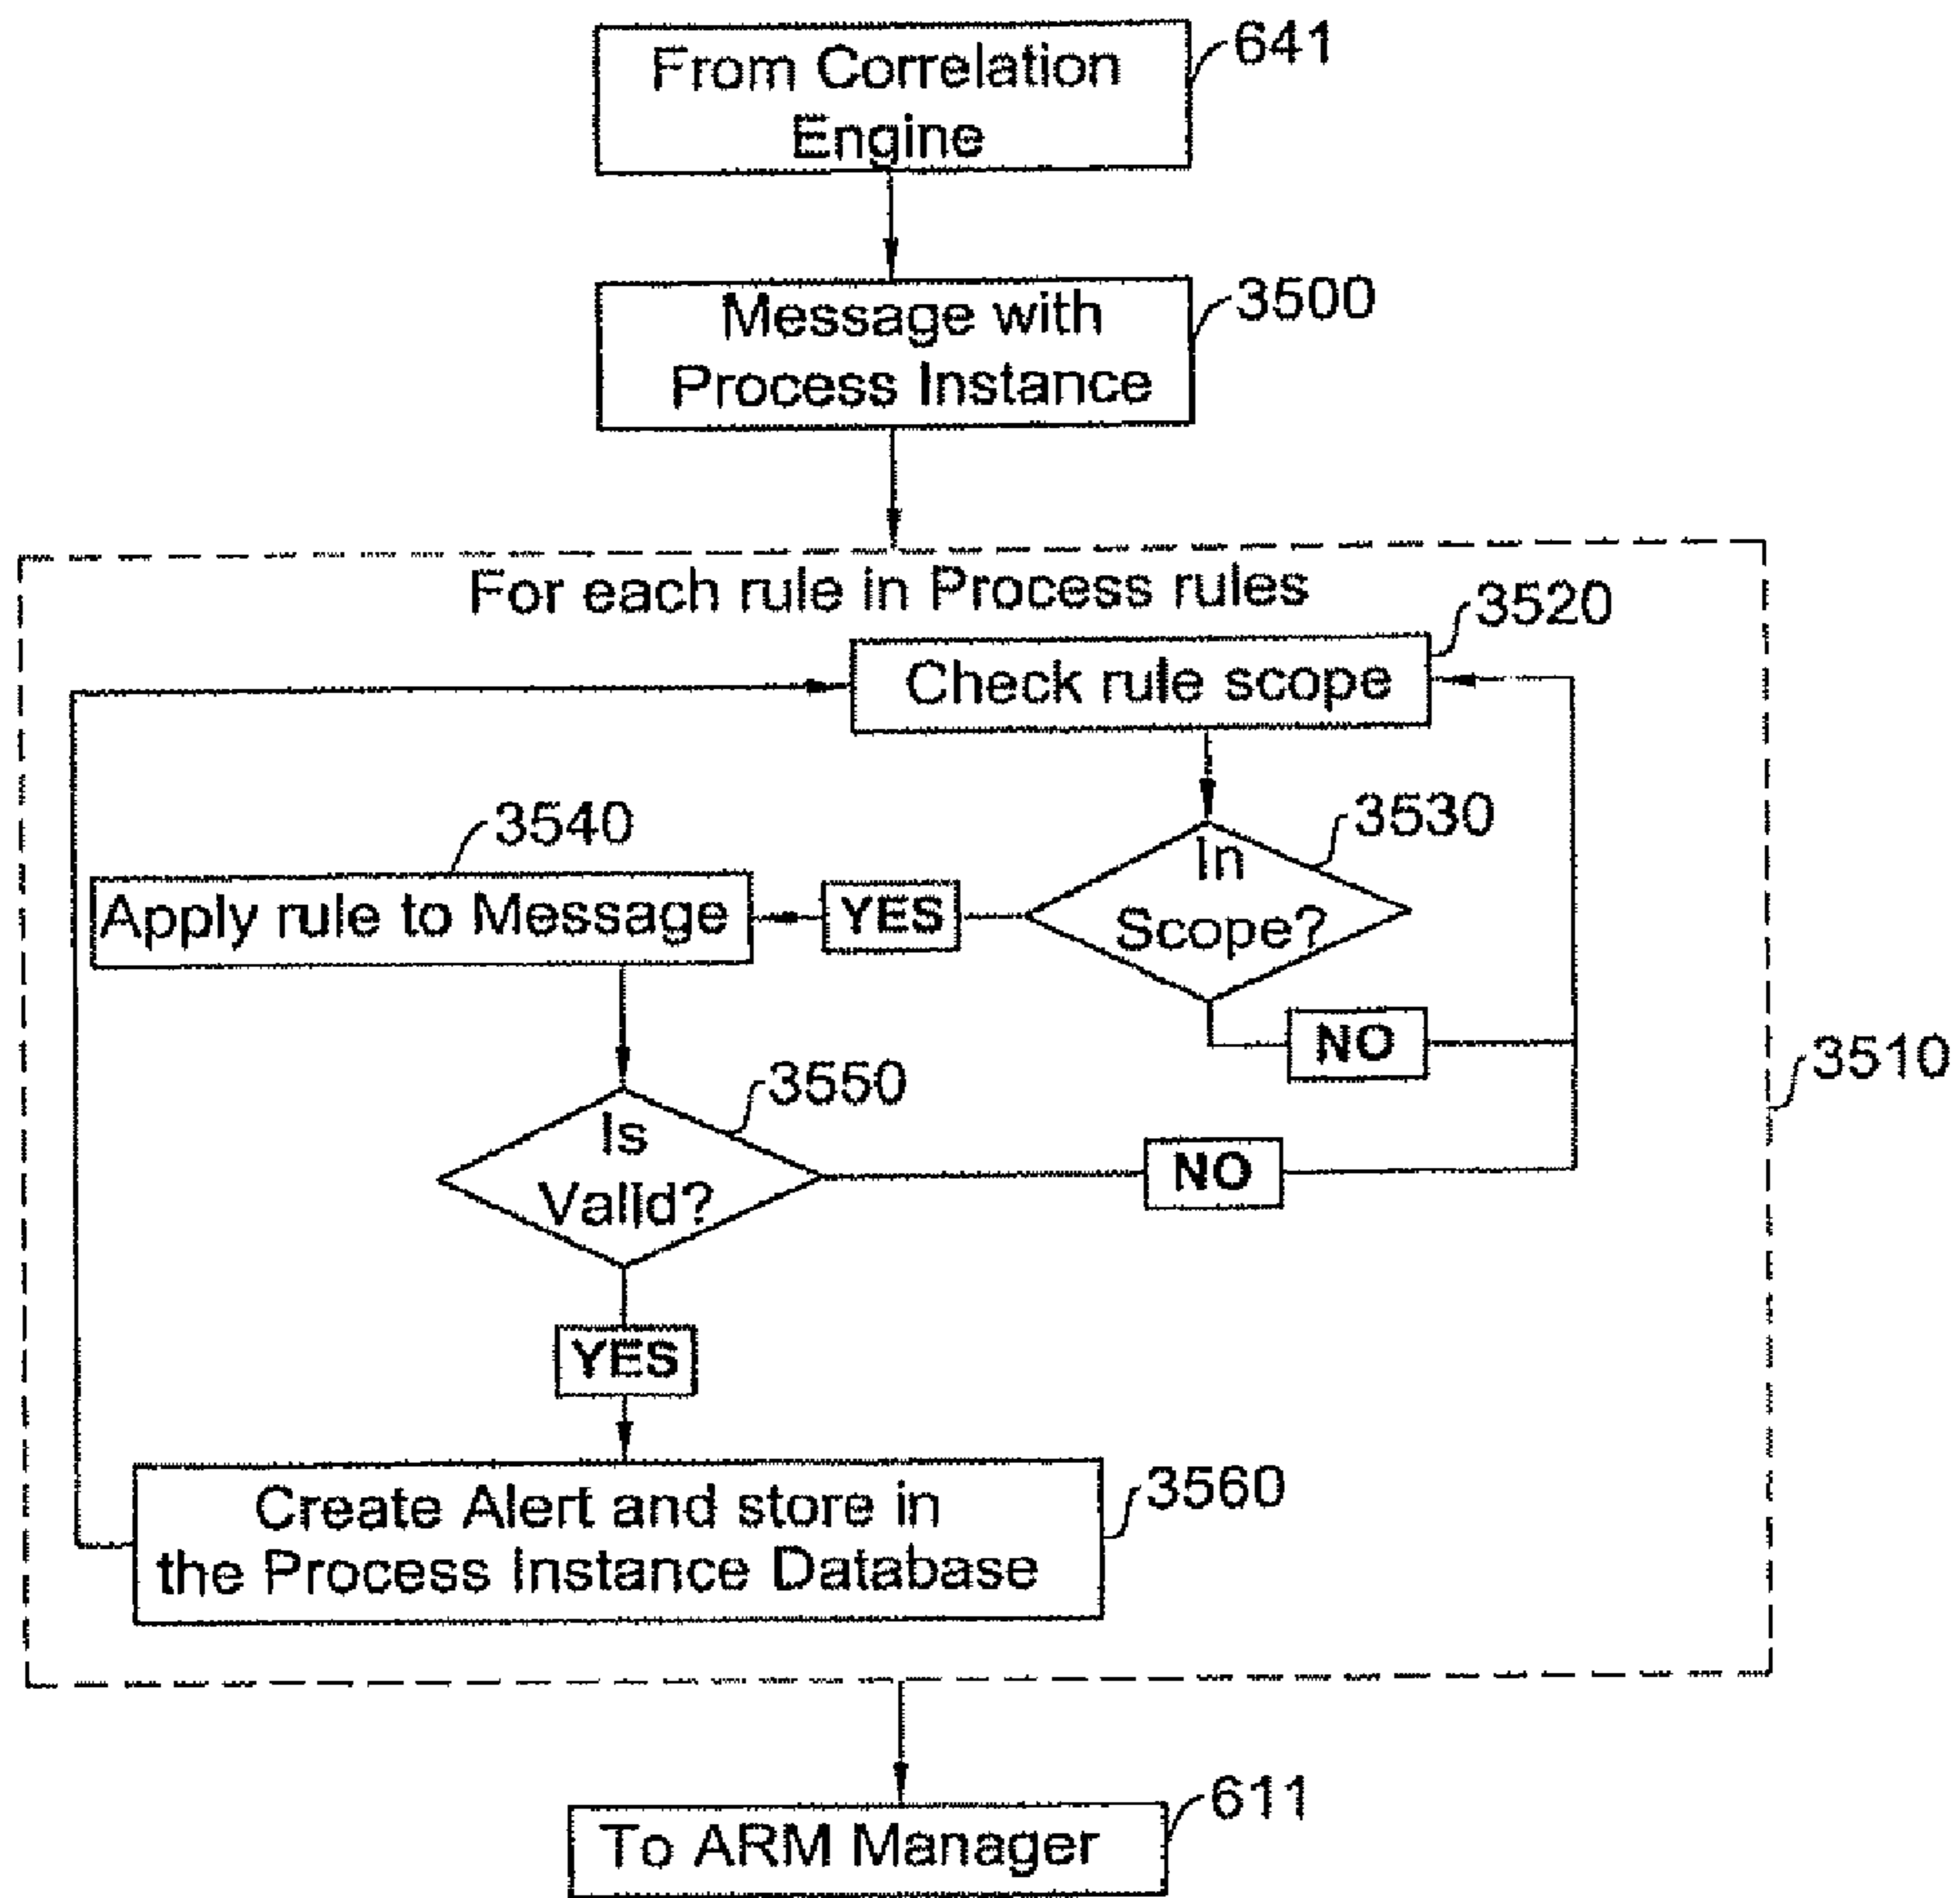 From Correlation
Engine
641
Message with
Process Instance
3500
For each rule in Process rules
3520
Check rule scope
3530
In
Scope?
3540
Apply rule to Message
YES
NO
3510
3550
Is
Valid?
NO
YES
Create Alert and store in
the Process Instance Database
3560
To ARM Manager
611